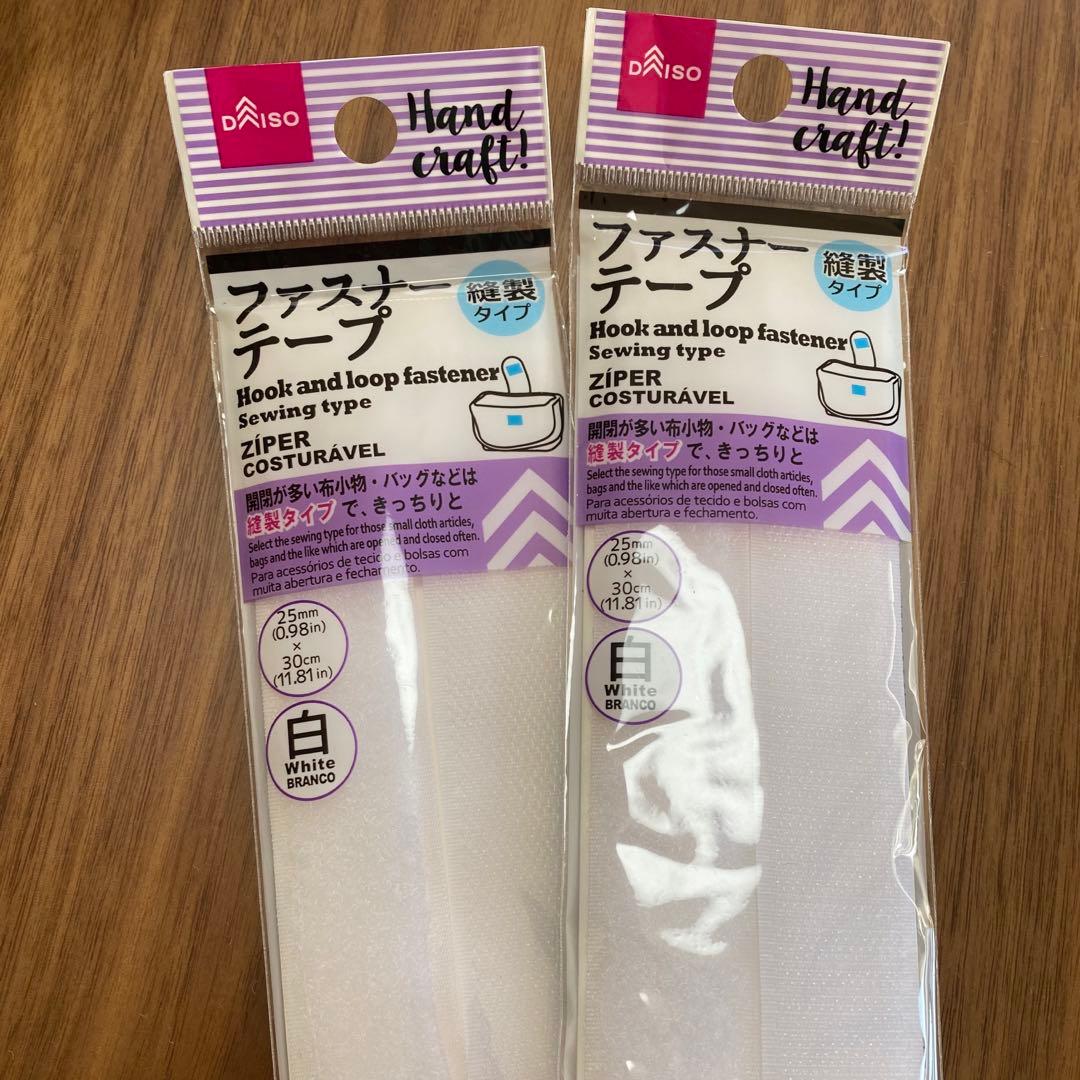 DAISO
Hand
craft!
ファスナー
テープ
縫製
タイプ
Hook and loop fastener
Sewing type
ZÍPER
COSTURÁVEL
開閉が多い布小物・バッグなどは
縫製タイプで、きっちりと
Select the sewing type for those small cloth articles,
bags and the like which are opened and closed often.
Para acessórios de tecido e bolsas com
muita abertura e fechamento.
25mm
(0.98in)
×
30cm
(11.81in)
白
White
BRANCO
DAISO
Hand
craft!
ファスナー
テープ
縫製
タイプ
Hook and loop fastener
Sewing type
ZÍPER
COSTURÁVEL
開閉が多い布小物・バッグなどは
縫製タイプで、きっちりと
Select the sewing type for those small cloth articles,
bags and the like which are opened and closed often.
Para acessórios de tecido e bolsas com
muita abertura e fechamento.
25mm
(0.98in)
×
30cm
(11.81in)
白
White
BRANCO